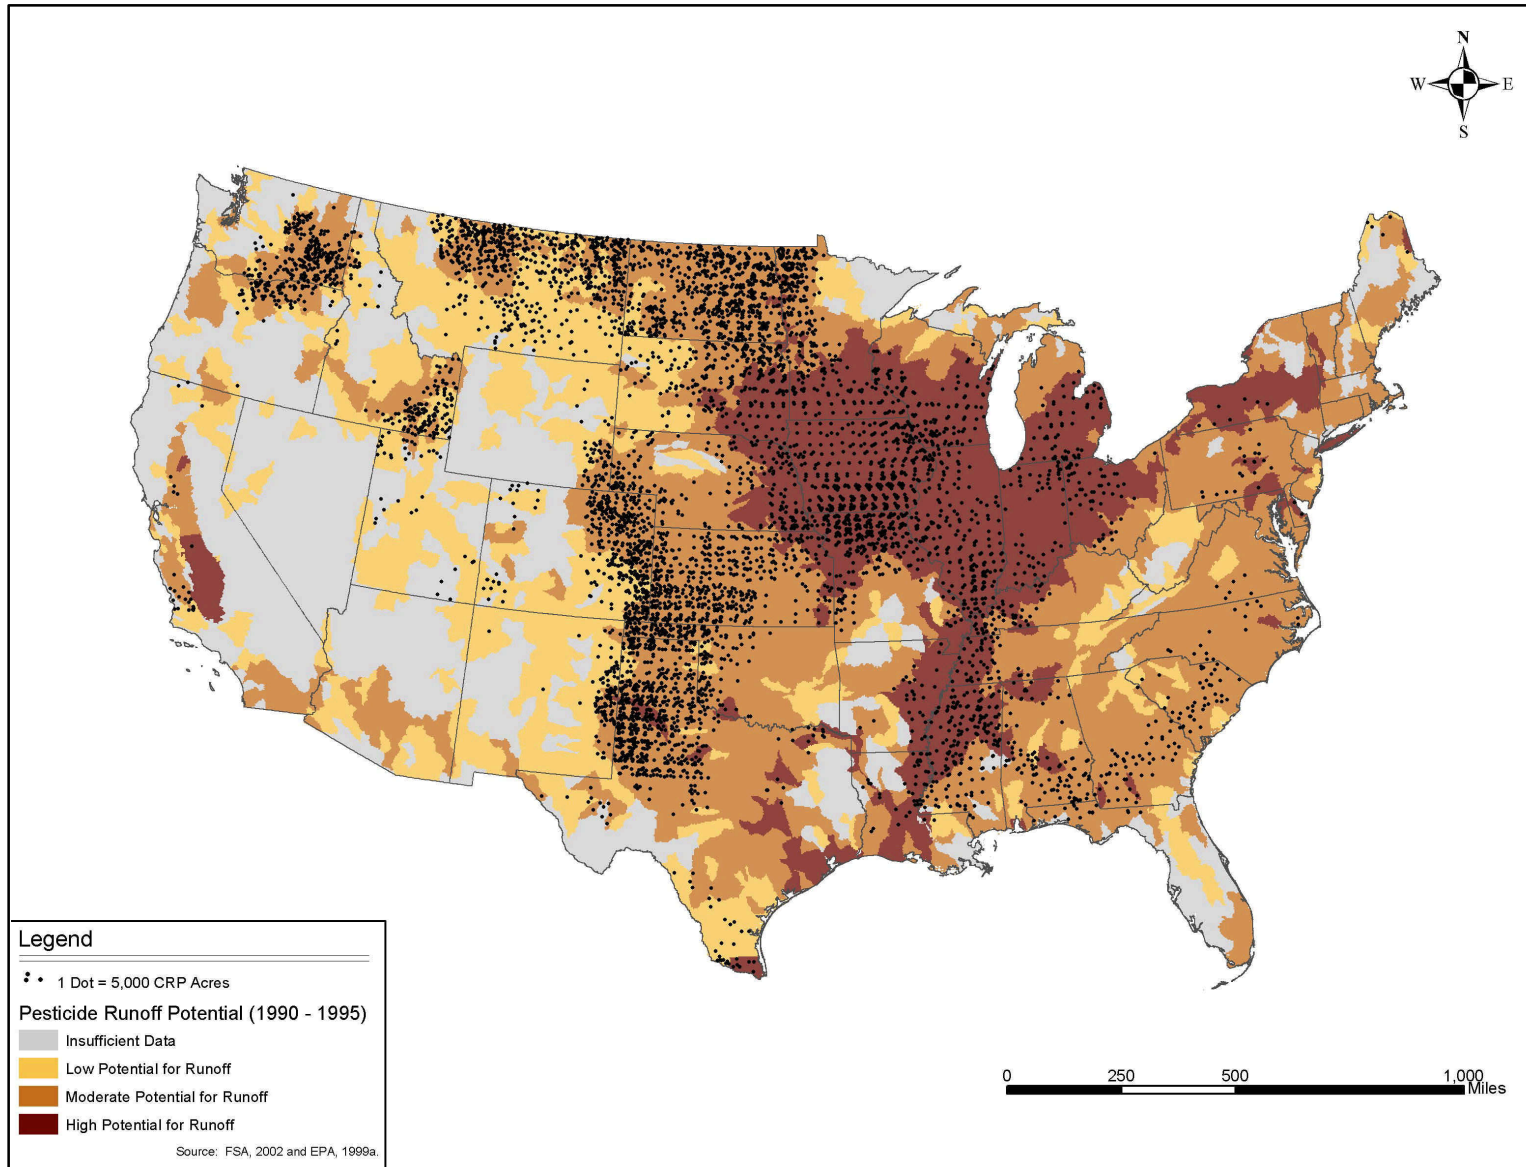 N
W E
S
Legend
1 Dot = 5,000 CRP Acres
Pesticide Runoff Potential (1990 - 1995)
Insufficient Data
Low Potential for Runoff
Moderate Potential for Runoff
High Potential for Runoff
Source: FSA, 2002 and EPA, 1999a.
0 250 500 1,000
Miles